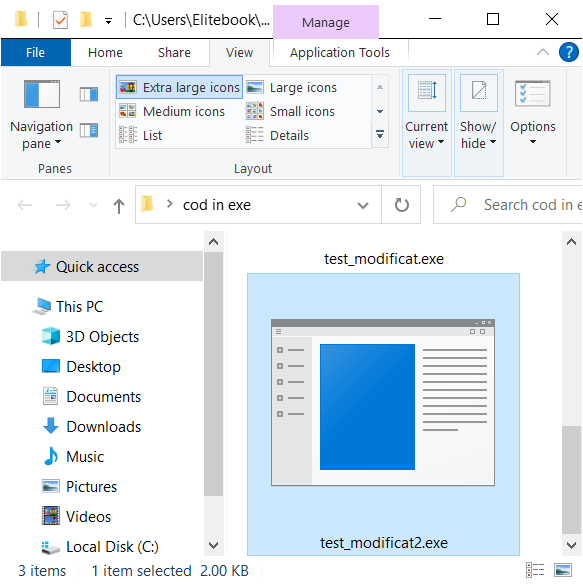 C:\Users\Elitebook\...
Manage
File
Home
Share
View
Application Tools
?
Navigation pane
Extra large icons
Large icons
Medium icons
Small icons
List
Details
Current view
Show/hide
Options
Panes
Layout
cod in exe
Search cod in e
Quick access
This PC
3D Objects
Desktop
Documents
Downloads
Music
Pictures
Videos
Local Disk (C:)
test_modificat.exe
test_modificat2.exe
3 items
1 item selected
2.00 KB